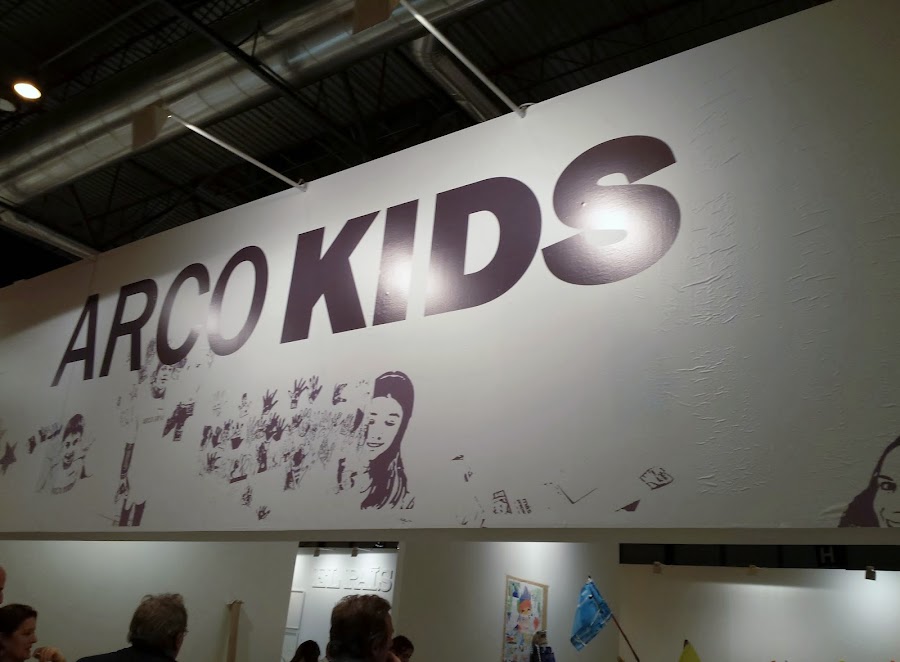 ARCO KIDS
EL PAÍS
H